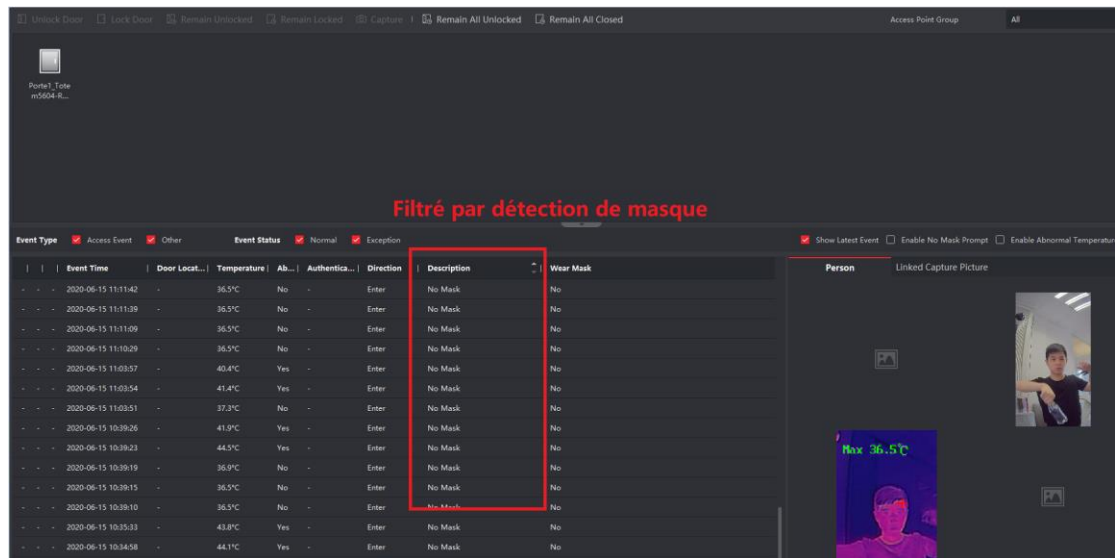 Unlock Door Lock Door Remain Unlocked Remain Locked Capture Remain All Unlocked Remain All Closed Access Point Group All
Porte1_Tote
m5604-R...
Filtré par détection de masque
Event Type Access Event Other Event Status Normal Exception Show Latest Event Enable No Mask Prompt Enable Abnormal Temperature
Event Time Door Locat... Temperature Ab... Authentica... Direction Description Wear Mask Person Linked Capture Picture
- - - 2020-06-15 11:11:42 - 36.5°C No - Enter No Mask No
- - - 2020-06-15 11:11:39 - 36.5°C No - Enter No Mask No
- - - 2020-06-15 11:11:09 - 36.5°C No - Enter No Mask No
- - - 2020-06-15 11:10:29 - 36.5°C No - Enter No Mask No
- - - 2020-06-15 11:03:57 - 40.4°C Yes - Enter No Mask No
- - - 2020-06-15 11:03:54 - 41.4°C Yes - Enter No Mask No
- - - 2020-06-15 11:03:51 - 37.3°C No - Enter No Mask No
- - - 2020-06-15 10:39:26 - 41.9°C Yes - Enter No Mask No
- - - 2020-06-15 10:39:23 - 44.5°C Yes - Enter No Mask No
- - - 2020-06-15 10:39:19 - 36.9°C No - Enter No Mask No
- - - 2020-06-15 10:39:15 - 36.5°C No - Enter No Mask No
- - - 2020-06-15 10:39:10 - 36.5°C No - Enter No Mask No
- - - 2020-06-15 10:35:33 - 43.8°C Yes - Enter No Mask No
- - - 2020-06-15 10:34:58 - 44.1°C Yes - Enter No Mask No
Max 36.5℃